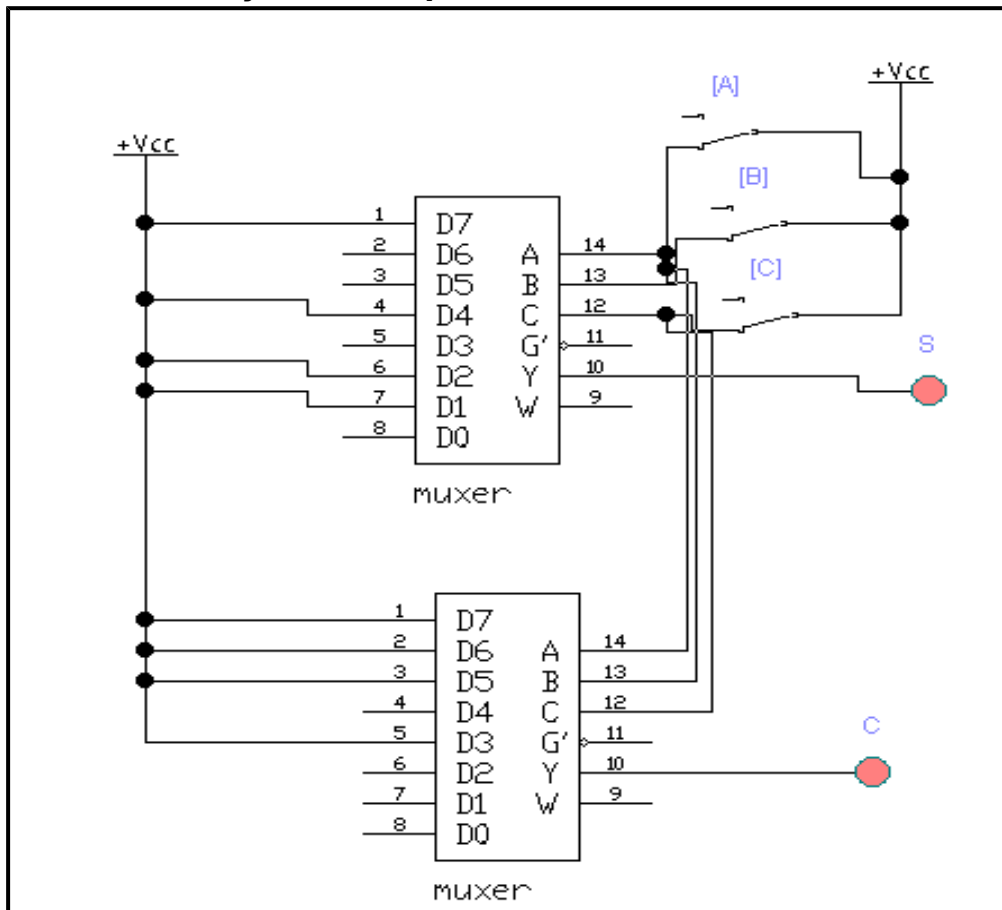 +Vcc
[A]
+Vcc
[B]
[C]
1 D7
2 D6 A 14
3 D5 B 13
4 D4 C 12
5 D3 G' 11
6 D2 Y 10
7 D1 W 9
8 D0
S
muxer
1 D7
2 D6 A 14
3 D5 B 13
4 D4 C 12
5 D3 G' 11
6 D2 Y 10
7 D1 W 9
8 D0
C
muxer